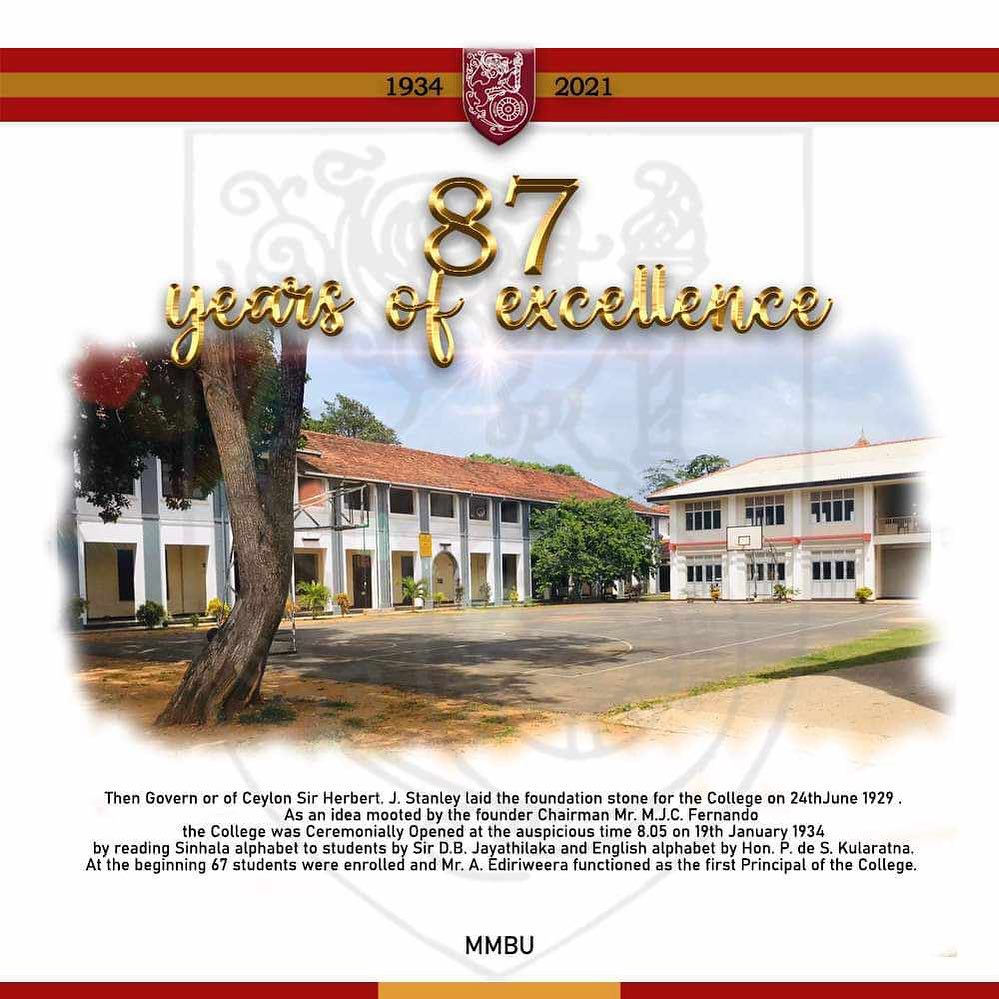 1934 2021
87
years of excellence
Then Govern or of Ceylon Sir Herbert. J. Stanley laid the foundation stone for the College on 24thJune 1929 .
As an idea mooted by the founder Chairman Mr. M.J.C. Fernando
the College was Ceremonially Opened at the auspicious time 8.05 on 19th January 1934
by reading Sinhala alphabet to students by Sir D.B. Jayathilaka and English alphabet by Hon. P. de S. Kularatna.
At the beginning 67 students were enrolled and Mr. A. Ediriweera functioned as the first Principal of the College.
MMBU